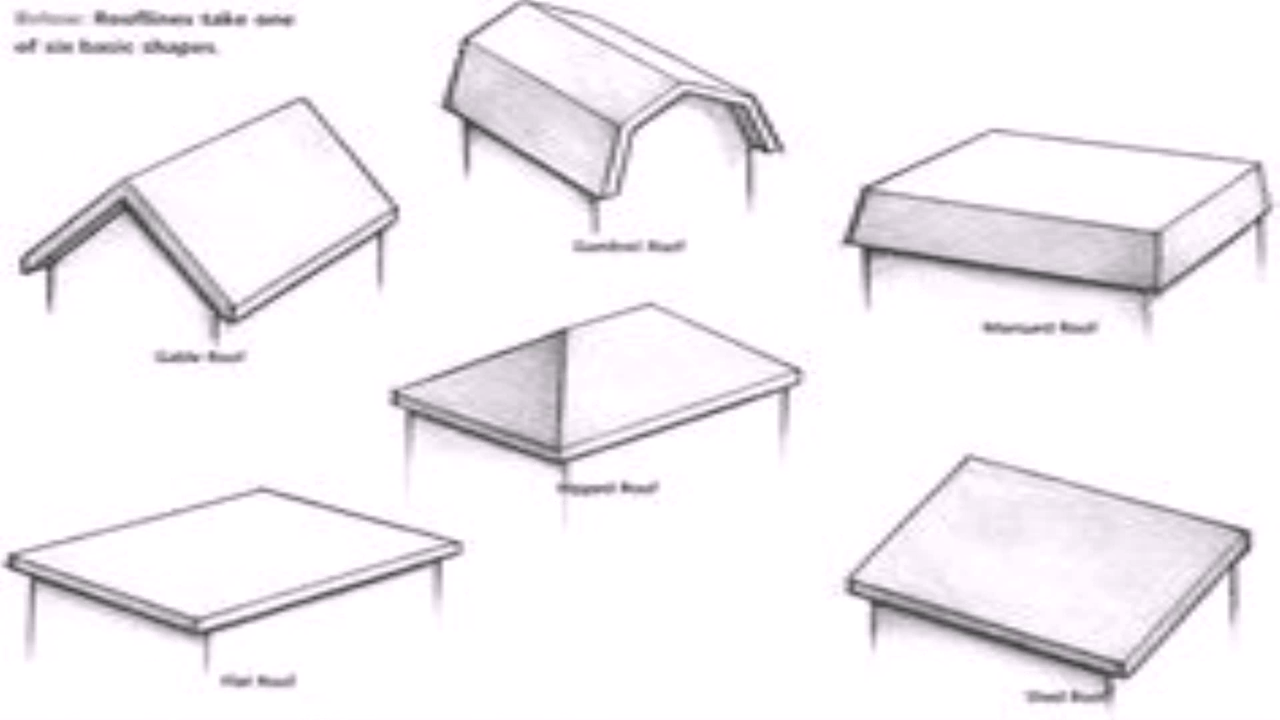 Below: Rooflines take one
of six basic shapes.
Gambrel Roof
Mansard Roof
Gable Roof
Hipped Roof
Flat Roof
Shed Roof